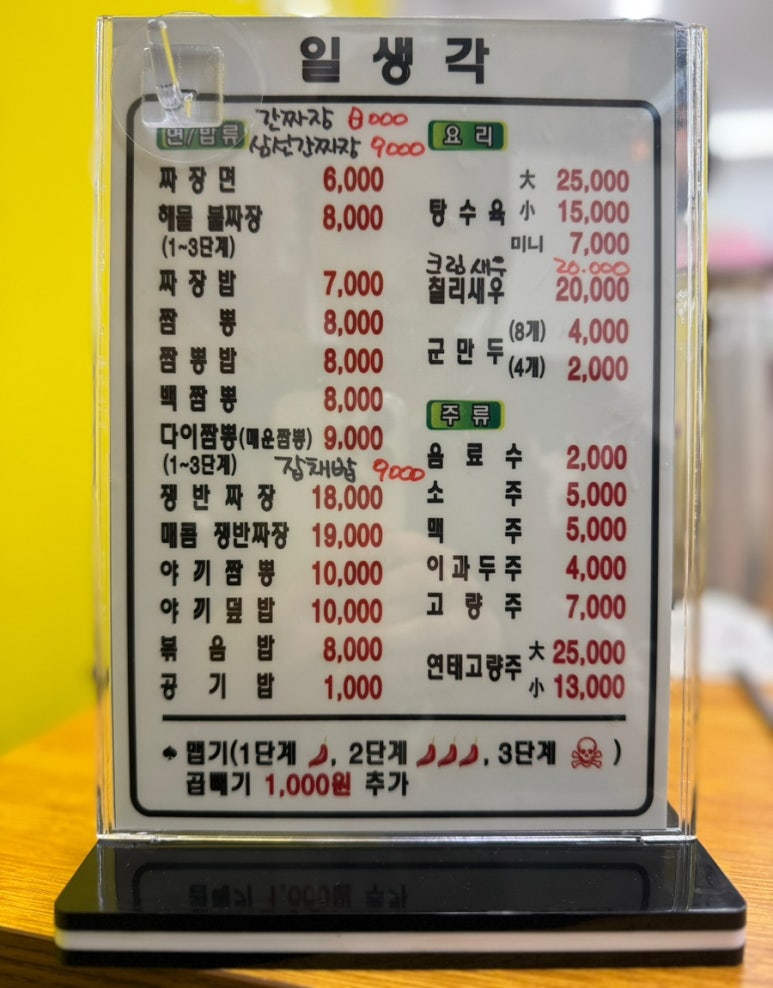 일생각
간짜장 8000
면/밥류 삼선간짜장 9000
짜장면 6,000
해물 불짜장 8,000
(1~3단계)
짜장밥 7,000
짬뽕 8,000
짬뽕밥 8,000
백짬뽕 8,000
다이짬뽕(매운짬뽕) 9,000
(1~3단계) 잡채밥 9000
쟁반짜장 18,000
매콤 쟁반짜장 19,000
야끼짬뽕 10,000
야끼덮밥 10,000
볶음밥 8,000
공기밥 1,000
요리
탕수육 大 25,000
小 15,000
미니 7,000
크림새우 20.000
칠리새우 20,000
군만두 (8개) 4,000
(4개) 2,000
주류
음료수 2,000
소주 5,000
맥주 5,000
이과두주 4,000
고량주 7,000
연태고량주 大 25,000
小 13,000
♠ 맵기(1단계 , 2단계 , 3단계 )
곱빼기 1,000원 추가